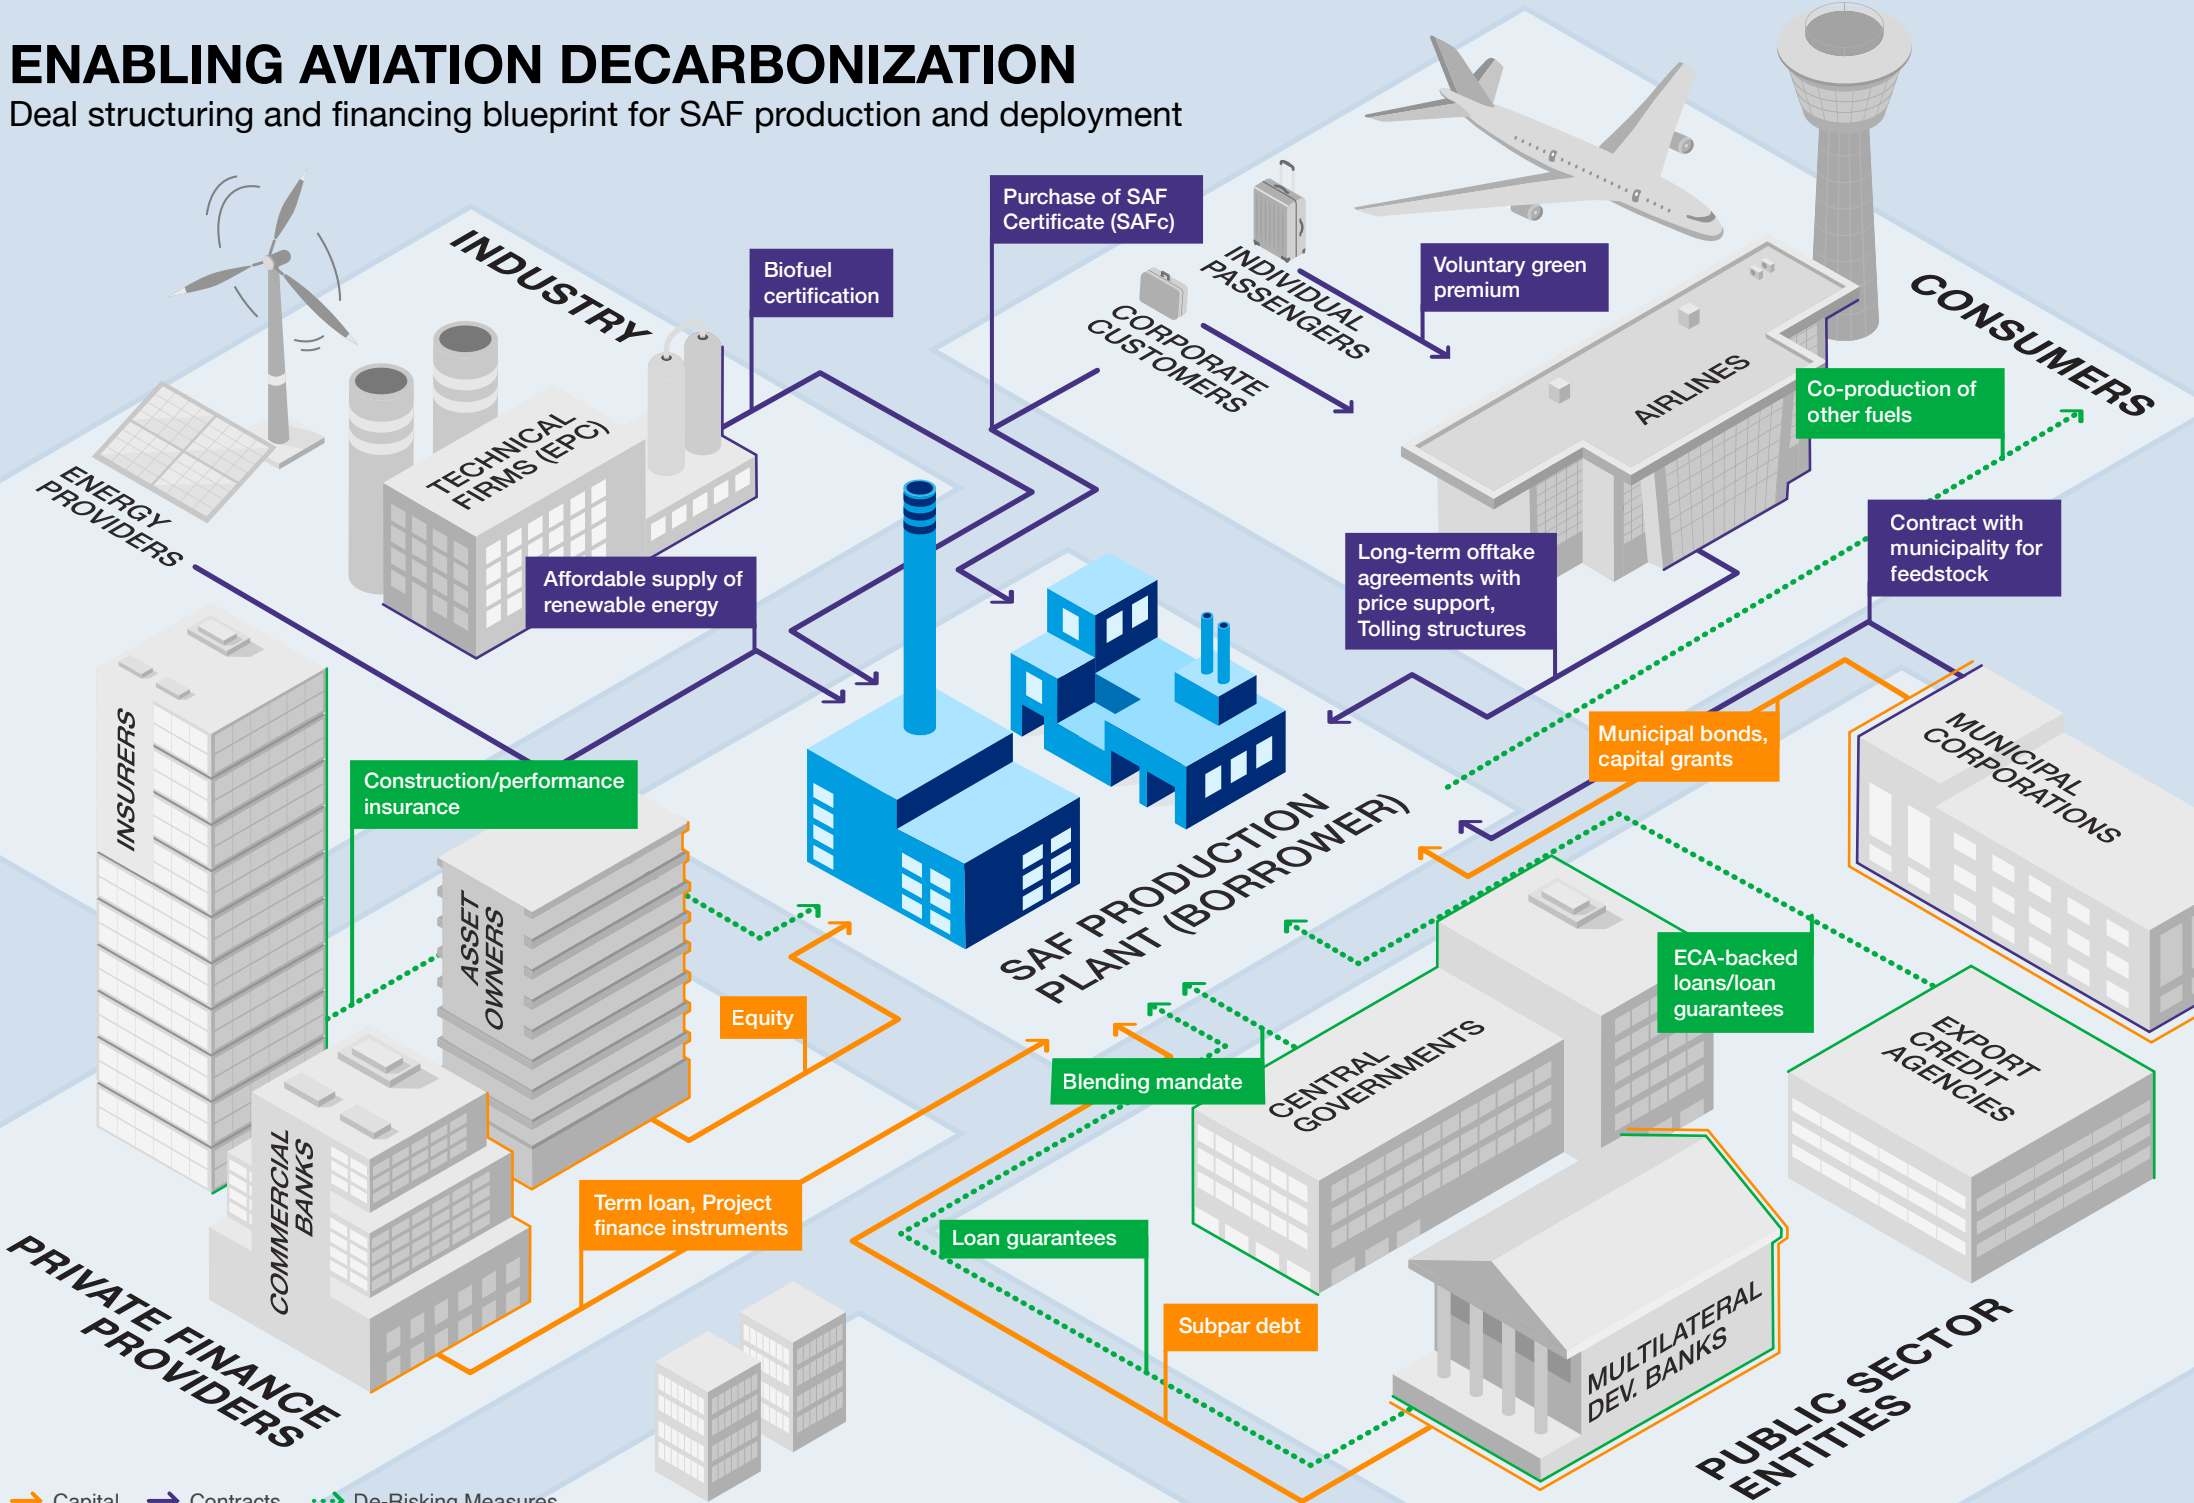 ENABLING AVIATION DECARBONIZATION
Deal structuring and financing blueprint for SAF production and deployment
INDUSTRY
Biofuel
certification
Purchase of SAF
Certificate (SAFc)
INDIVIDUAL
PASSENGERS
CORPORATE
CUSTOMERS
Voluntary green
premium
CONSUMERS
AIRLINES
Co-production of
other fuels
TECHNICAL
FIRMS (EPC)
ENERGY
PROVIDERS
Affordable supply of
renewable energy
Long-term offtake
agreements with
price support,
Tolling structures
Contract with
municipality for
feedstock
Municipal bonds,
capital grants
MUNICIPAL
CORPORATIONS
INSURERS
Construction/performance
insurance
ASSET
OWNERS
SAF PRODUCTION
PLANT (BORROWER)
ECA-backed
loans/loan
guarantees
Equity
Blending mandate
CENTRAL
GOVERNMENTS
EXPORT
CREDIT
AGENCIES
COMMERCIAL
BANKS
Term loan, Project
finance instruments
Loan guarantees
Subpar debt
MULTILATERAL
DEV. BANKS
PRIVATE FINANCE
PROVIDERS
PUBLIC SECTOR
ENTITIES
Capital
Contracts
De-Risking Measures